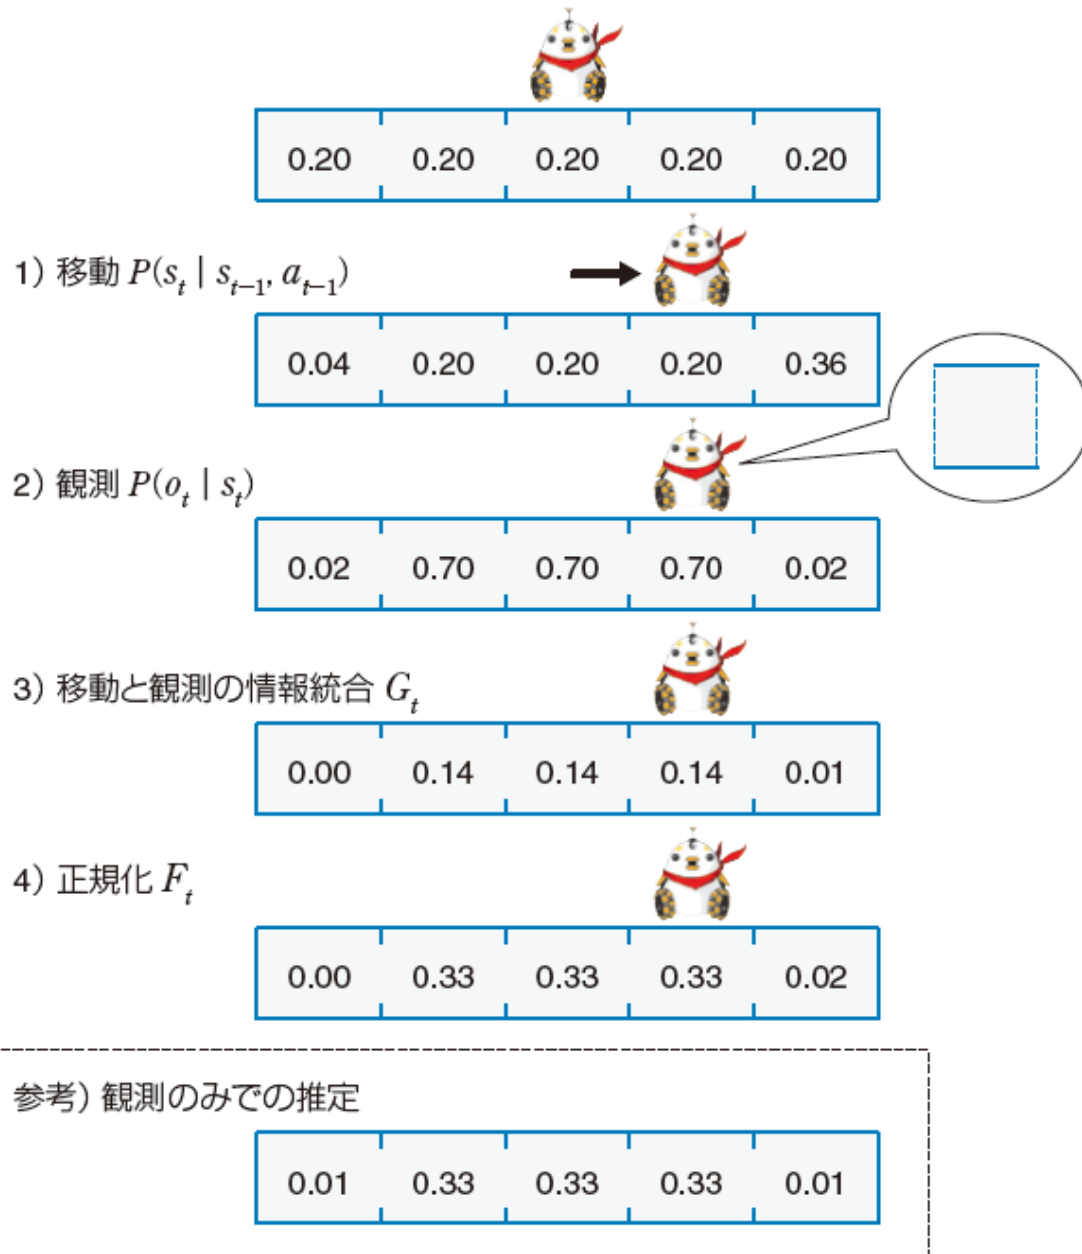 0.20 0.20 0.20 0.20 0.20
1) 移動 P(s_t | s_{t−1}, a_{t−1})
0.04 0.20 0.20 0.20 0.36
2) 観測 P(o_t | s_t)
0.02 0.70 0.70 0.70 0.02
3) 移動と観測の情報統合 G_t
0.00 0.14 0.14 0.14 0.01
4) 正規化 F_t
0.00 0.33 0.33 0.33 0.02
参考) 観測のみでの推定
0.01 0.33 0.33 0.33 0.01